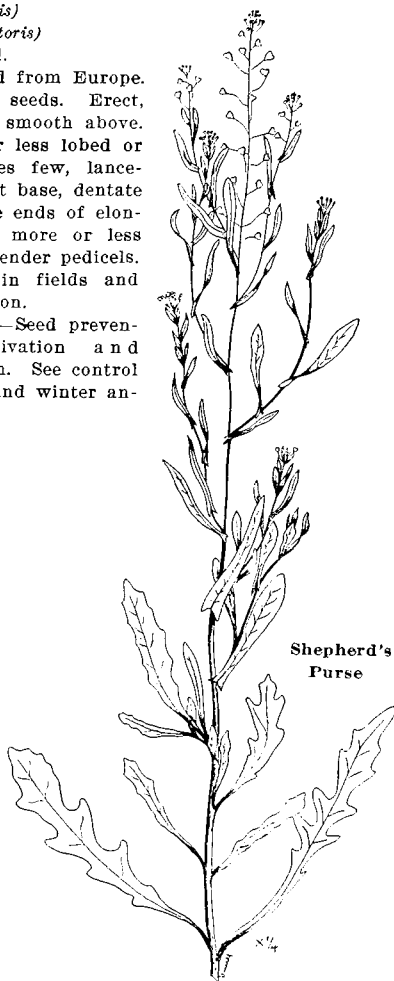 is)
toris)
l.
d from Europe.
seeds. Erect,
smooth above.
r less lobed or
es few, lance-
t base, dentate
e ends of elon-
more or less
ender pedicels.
in fields and
on.
—Seed preven-
ivation and
n. See control
and winter an-
Shepherd's
Purse
x ¼